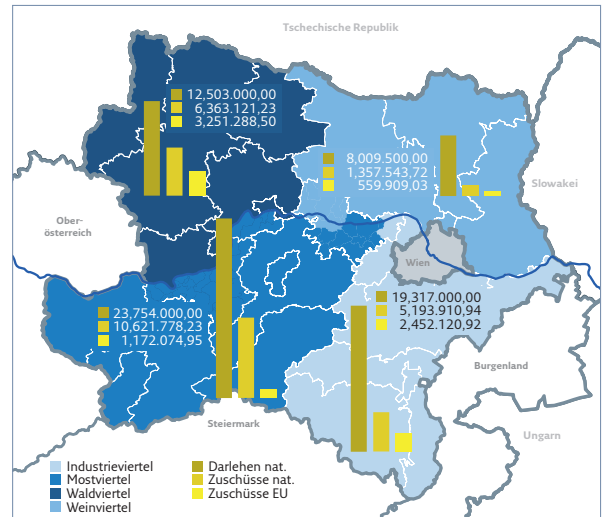 Tschechische Republik
12,503.000,00
6,363.121,23
3,251.288,50
8,009.500,00
1,357.543,72
559.909,03
Slowakei
Ober-
österreich
Wien
23,754.000,00
10,621.778,23
1,172.074,95
19,317.000,00
5,193.910,94
2,452.120,92
Burgenland
Steiermark
Ungarn
Industrieviertel
Mostviertel
Waldviertel
Weinviertel
Darlehen nat.
Zuschüsse nat.
Zuschüsse EU